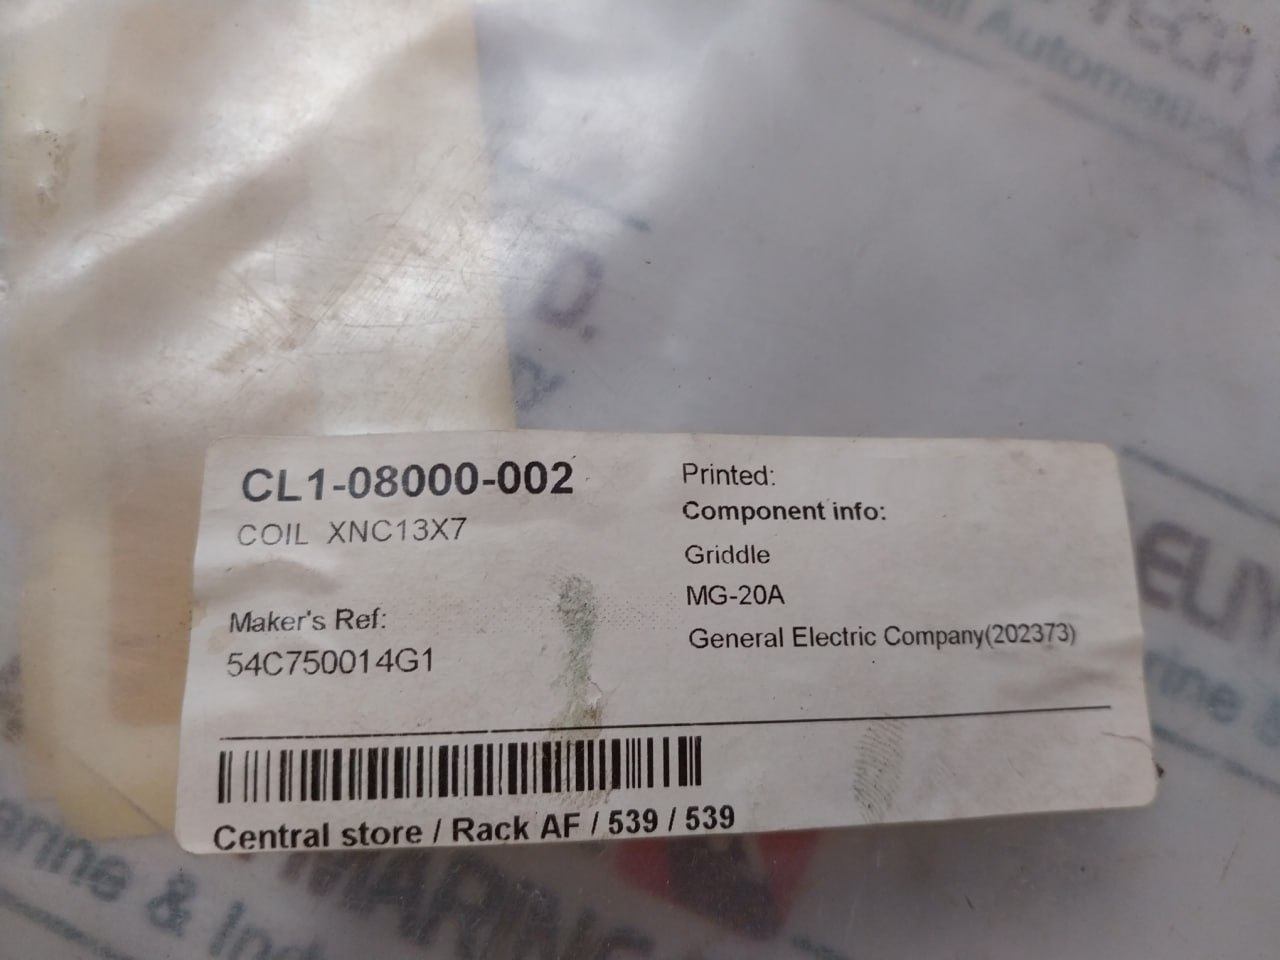 CL1-08000-002
COIL XNC13X7
Maker's Ref:
54C750014G1
Printed:
Component info:
Griddle
MG-20A
General Electric Company(202373)
Central store / Rack AF / 539 / 539